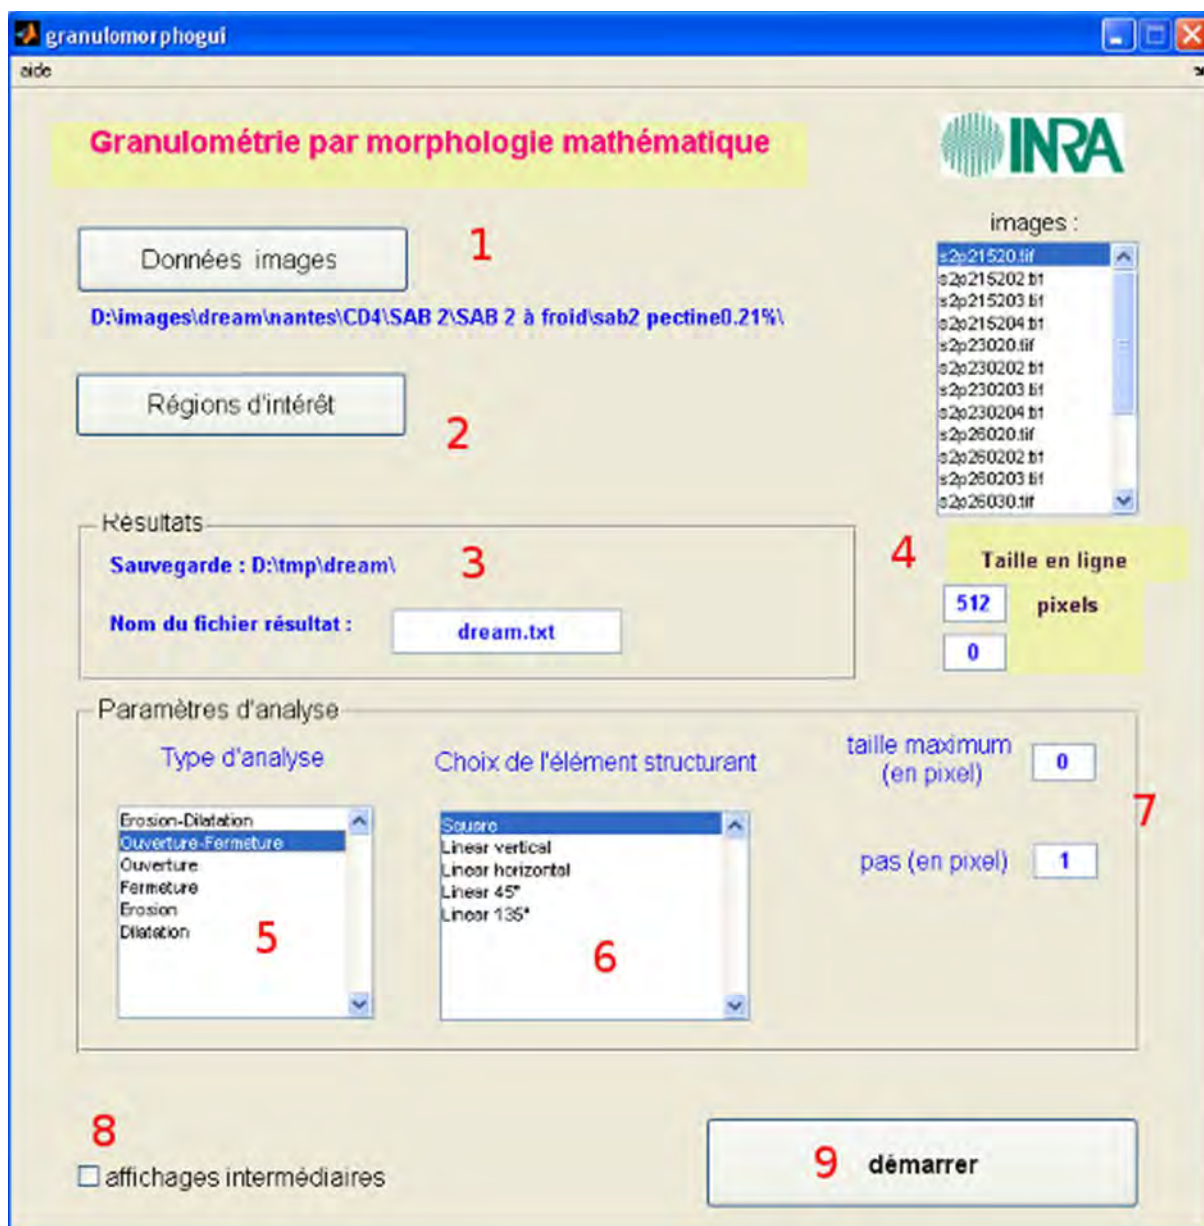 granulomorphogui
aide
Granulométrie par morphologie mathématique
INRA
images :
Données images
1
D:\images\dream\nantes\CD4\SAB 2\SAB 2 à froid\sab2 pectine0.21%\
s2p21520.tif
s2p215202.tif
s2p215203.tif
s2p215204.tif
s2p23020.tif
s2p230202.tif
s2p230203.tif
s2p230204.tif
s2p26020.tif
s2p260202.tif
s2p260203.tif
s2p26030.tif
Régions d'intérêt
2
Résultats
Sauvegarde : D:\tmp\dream\
3
Nom du fichier résultat :
dream.txt
4
Taille en ligne
512 pixels
0
Paramètres d'analyse
Type d'analyse
Erosion-Dilatation
Ouverture-Fermeture
Ouverture
Fermeture
Erosion
Dilatation
5
Choix de l'élément structurant
Square
Linear vertical
Linear horizontal
Linear 45°
Linear 135°
6
taille maximum
(en pixel)
0
7
pas (en pixel)
1
8
affichages intermédiaires
9 démarrer